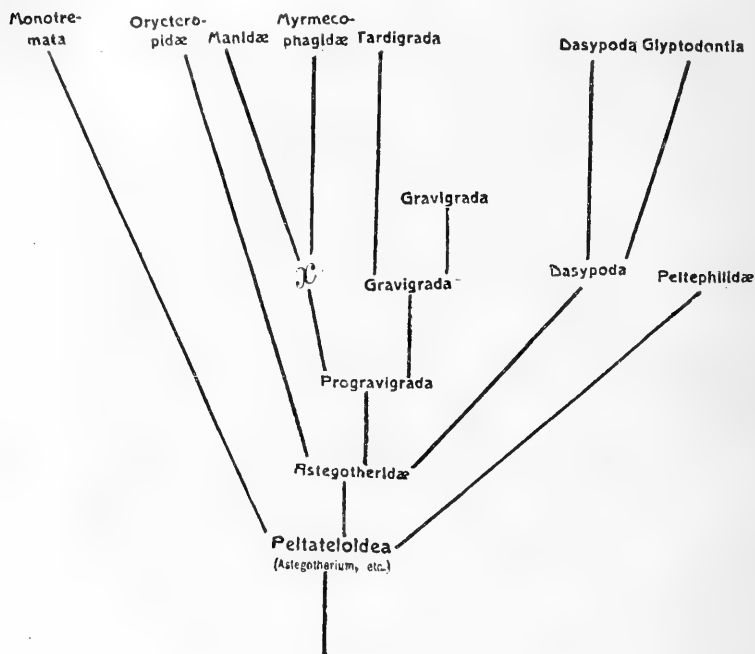 Monotre-
mata
Oryctero-
pidæ
Manidæ
Myrmeco-
phagidæ
Tardigrada
Dasypoda
Glyptodontia
Gravigrada
x
Gravigrada
Dasypoda
Peltephilidæ
Progravigrada
Astegotheridæ
Peltateloidea
(Astegotherium, etc.)